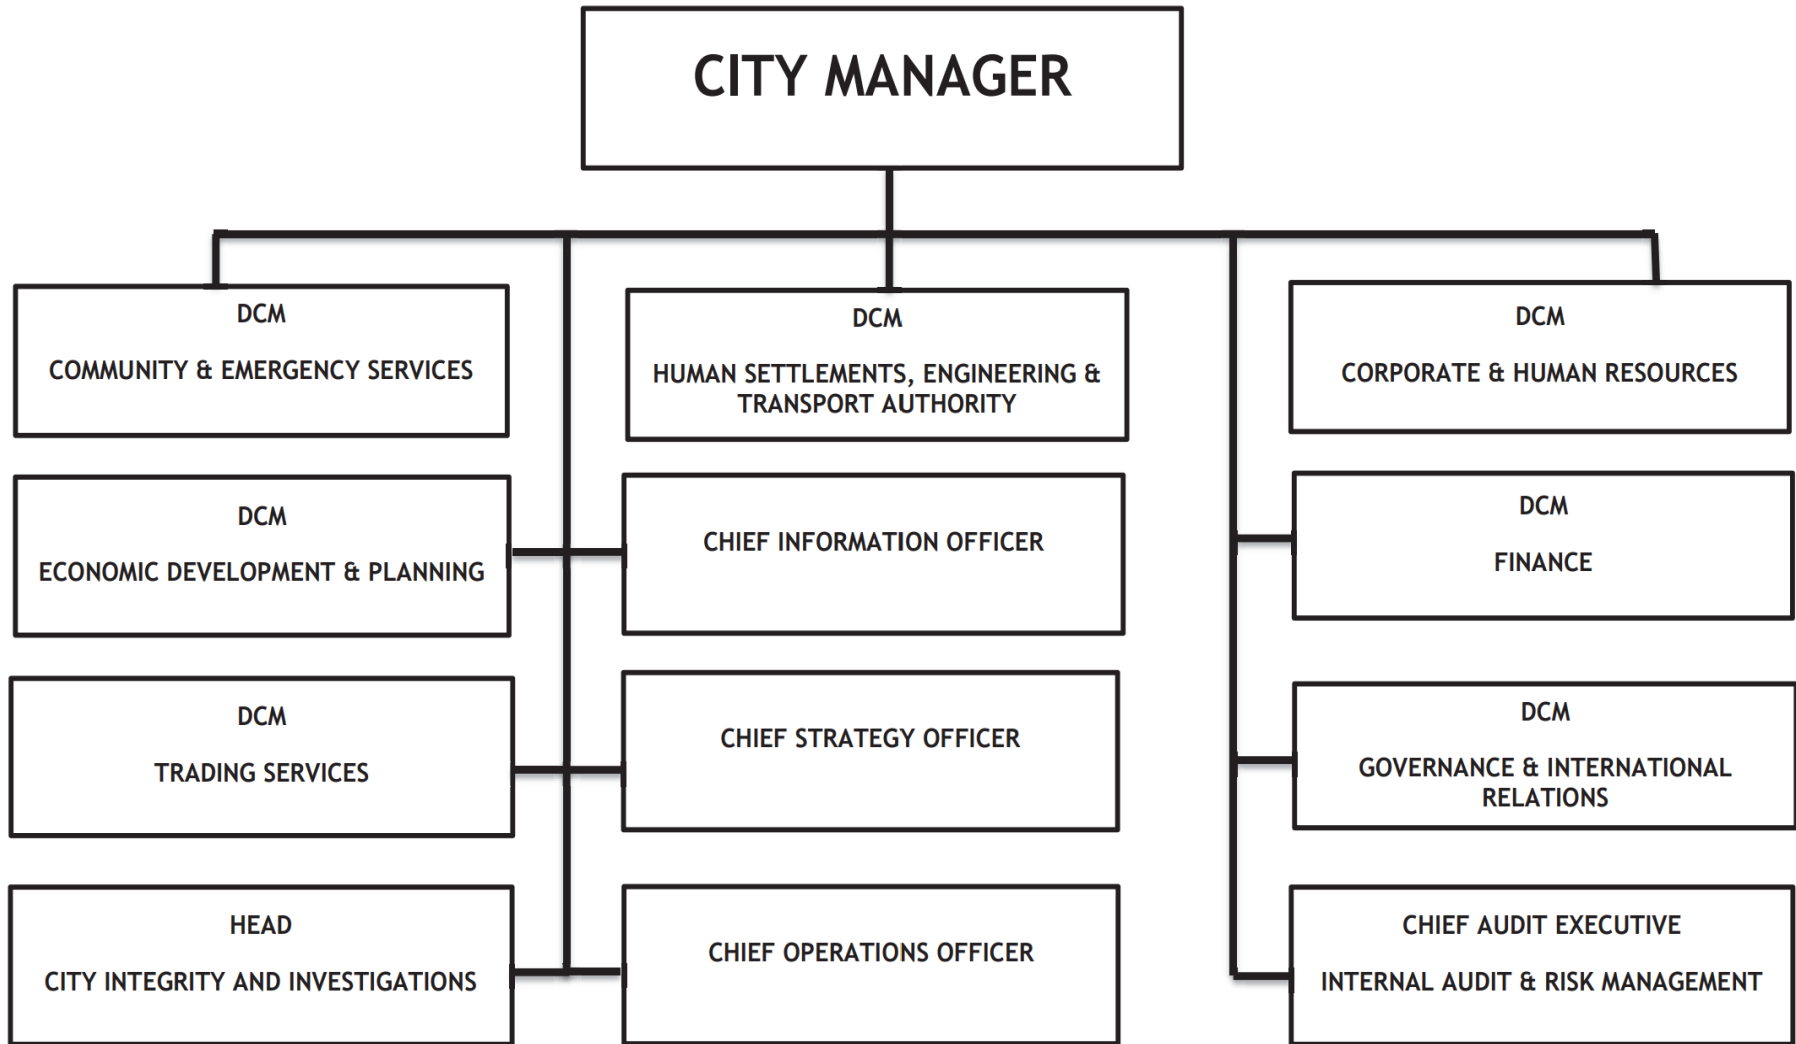 CITY MANAGER
DCM
COMMUNITY & EMERGENCY SERVICES
DCM
HUMAN SETTLEMENTS, ENGINEERING &
TRANSPORT AUTHORITY
DCM
CORPORATE & HUMAN RESOURCES
DCM
ECONOMIC DEVELOPMENT & PLANNING
CHIEF INFORMATION OFFICER
DCM
FINANCE
DCM
TRADING SERVICES
CHIEF STRATEGY OFFICER
DCM
GOVERNANCE & INTERNATIONAL
RELATIONS
HEAD
CITY INTEGRITY AND INVESTIGATIONS
CHIEF OPERATIONS OFFICER
CHIEF AUDIT EXECUTIVE
INTERNAL AUDIT & RISK MANAGEMENT